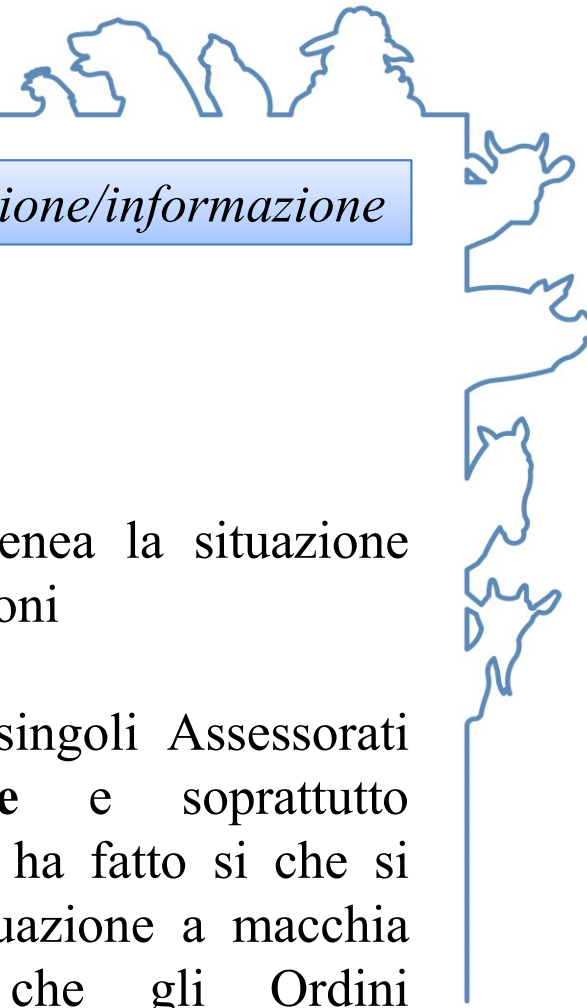 ione/informazione
enea la situazione
oni
singoli Assessorati
e e soprattutto
ha fatto si che si
uazione a macchia
che gli Ordini